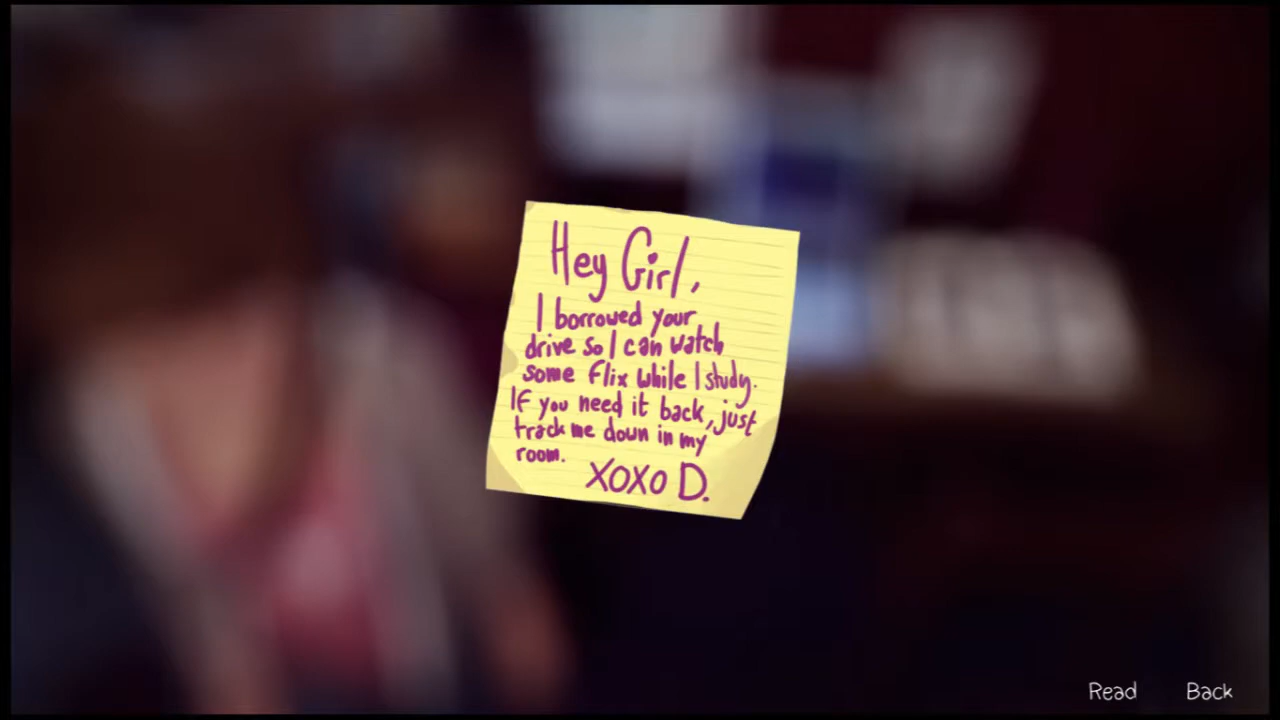 Hey Girl,
I borrowed your
drive so I can watch
some flix while I study.
If you need it back, just
track me down in my
room.
XOXO D.
Read Back